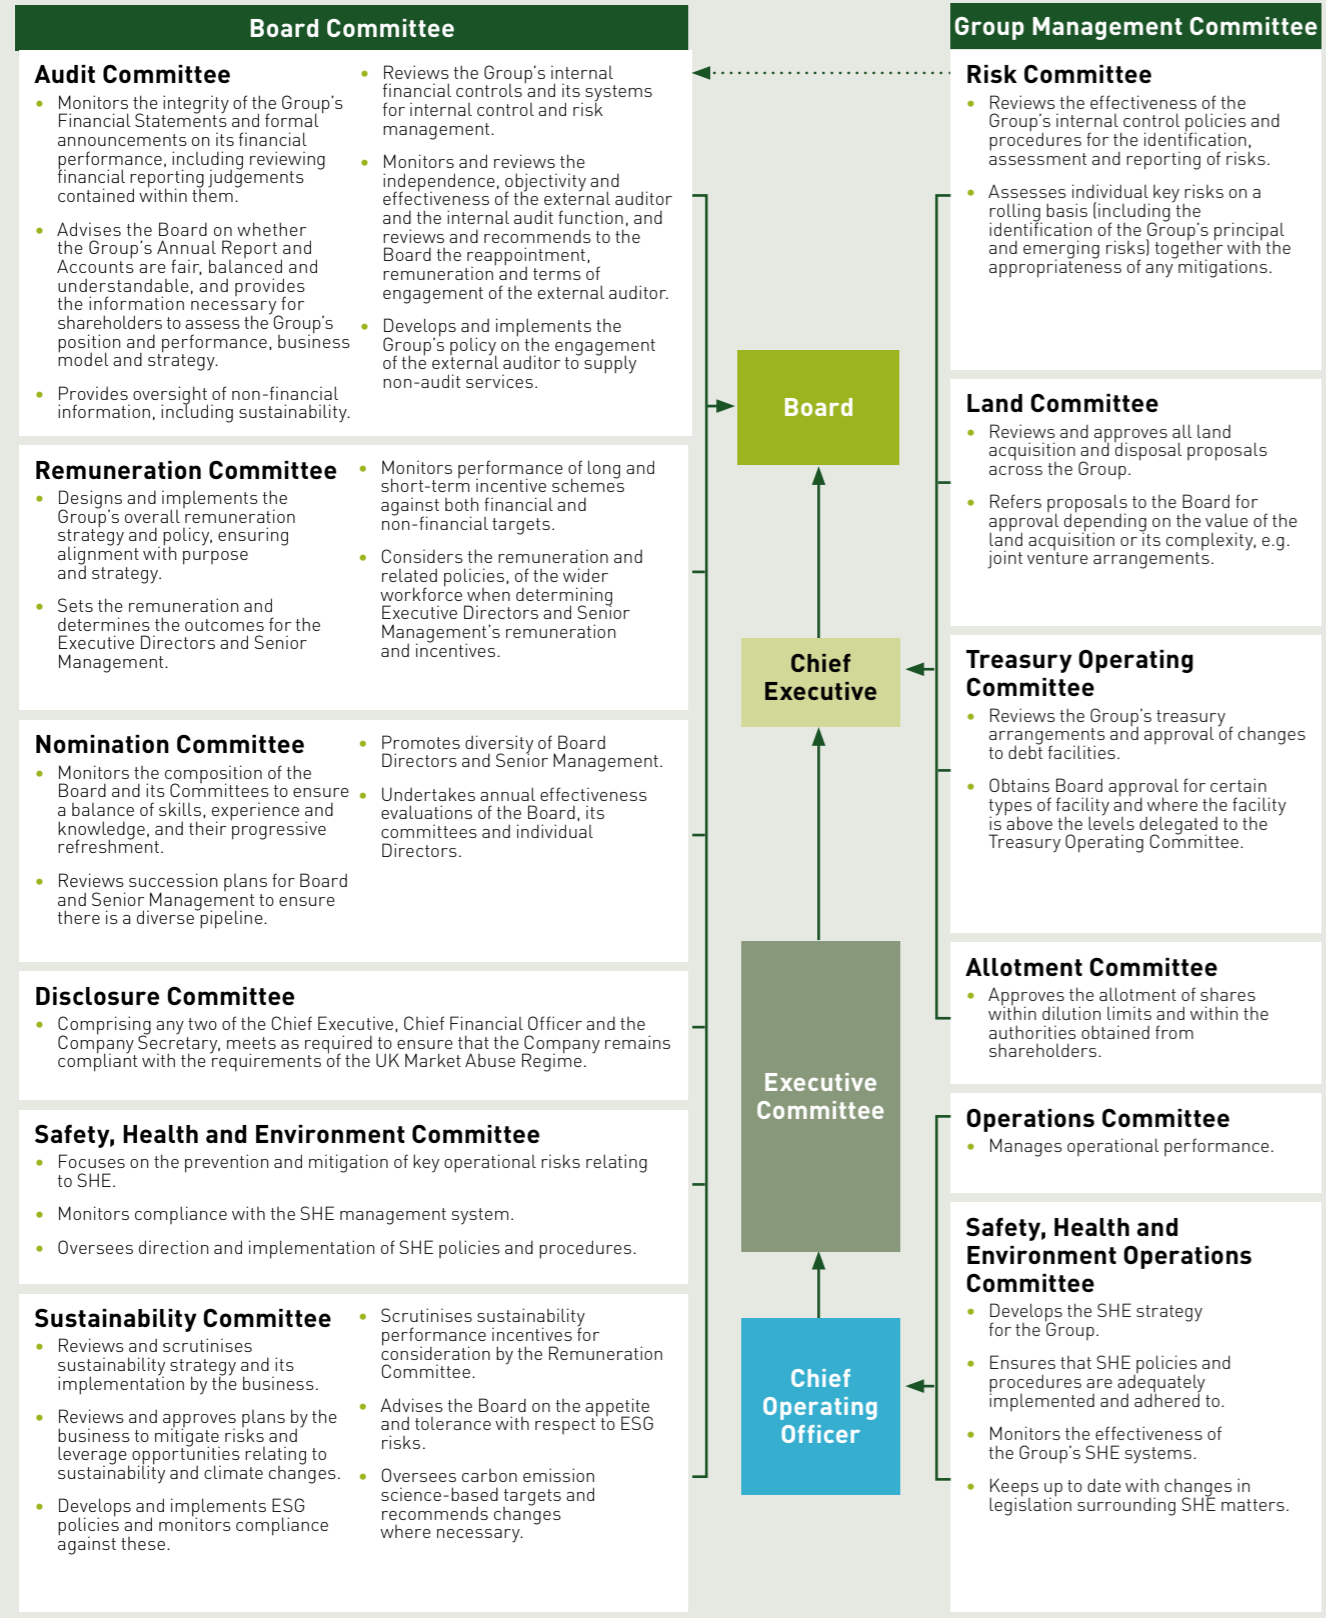 Board Committee
Audit Committee
• Monitors the integrity of the Group's
Financial Statements and formal
announcements on its financial
performance, including reviewing
financial reporting judgements
contained within them.
• Advises the Board on whether
the Group's Annual Report and
Accounts are fair, balanced and
understandable, and provides
the information necessary for
shareholders to assess the Group's
position and performance, business
model and strategy.
• Provides oversight of non-financial
information, including sustainability.
• Reviews the Group's internal
financial controls and its systems
for internal control and risk
management.
• Monitors and reviews the
independence, objectivity and
effectiveness of the external auditor
and the internal audit function, and
reviews and recommends to the
Board the reappointment,
remuneration and terms of
engagement of the external auditor.
• Develops and implements the
Group's policy on the engagement
of the external auditor to supply
non-audit services.
Remuneration Committee
• Designs and implements the
Group's overall remuneration
strategy and policy, ensuring
alignment with purpose
and strategy.
• Sets the remuneration and
determines the outcomes for the
Executive Directors and Senior
Management.
• Monitors performance of long and
short-term incentive schemes
against both financial and
non-financial targets.
• Considers the remuneration and
related policies, of the wider
workforce when determining
Executive Directors and Senior
Management's remuneration
and incentives.
Nomination Committee
• Monitors the composition of the
Board and its Committees to ensure
a balance of skills, experience and
knowledge, and their progressive
refreshment.
• Reviews succession plans for Board
and Senior Management to ensure
there is a diverse pipeline.
• Promotes diversity of Board
Directors and Senior Management.
• Undertakes annual effectiveness
evaluations of the Board, its
committees and individual
Directors.
Disclosure Committee
• Comprising any two of the Chief Executive, Chief Financial Officer and the
Company Secretary, meets as required to ensure that the Company remains
compliant with the requirements of the UK Market Abuse Regime.
Safety, Health and Environment Committee
• Focuses on the prevention and mitigation of key operational risks relating
to SHE.
• Monitors compliance with the SHE management system.
• Oversees direction and implementation of SHE policies and procedures.
Sustainability Committee
• Reviews and scrutinises
sustainability strategy and its
implementation by the business.
• Reviews and approves plans by the
business to mitigate risks and
leverage opportunities relating to
sustainability and climate changes.
• Develops and implements ESG
policies and monitors compliance
against these.
• Scrutinises sustainability
performance incentives for
consideration by the Remuneration
Committee.
• Advises the Board on the appetite
and tolerance with respect to ESG
risks.
• Oversees carbon emission
science-based targets and
recommends changes
where necessary.
Board
Chief
Executive
Executive
Committee
Chief
Operating
Officer
Group Management Committee
Risk Committee
• Reviews the effectiveness of the
Group's internal control policies and
procedures for the identification,
assessment and reporting of risks.
• Assesses individual key risks on a
rolling basis (including the
identification of the Group's principal
and emerging risks) together with the
appropriateness of any mitigations.
Land Committee
• Reviews and approves all land
acquisition and disposal proposals
across the Group.
• Refers proposals to the Board for
approval depending on the value of the
land acquisition or its complexity, e.g.
joint venture arrangements.
Treasury Operating
Committee
• Reviews the Group's treasury
arrangements and approval of changes
to debt facilities.
• Obtains Board approval for certain
types of facility and where the facility
is above the levels delegated to the
Treasury Operating Committee.
Allotment Committee
• Approves the allotment of shares
within dilution limits and within the
authorities obtained from
shareholders.
Operations Committee
• Manages operational performance.
Safety, Health and
Environment Operations
Committee
• Develops the SHE strategy
for the Group.
• Ensures that SHE policies and
procedures are adequately
implemented and adhered to.
• Monitors the effectiveness of
the Group's SHE systems.
• Keeps up to date with changes in
legislation surrounding SHE matters.